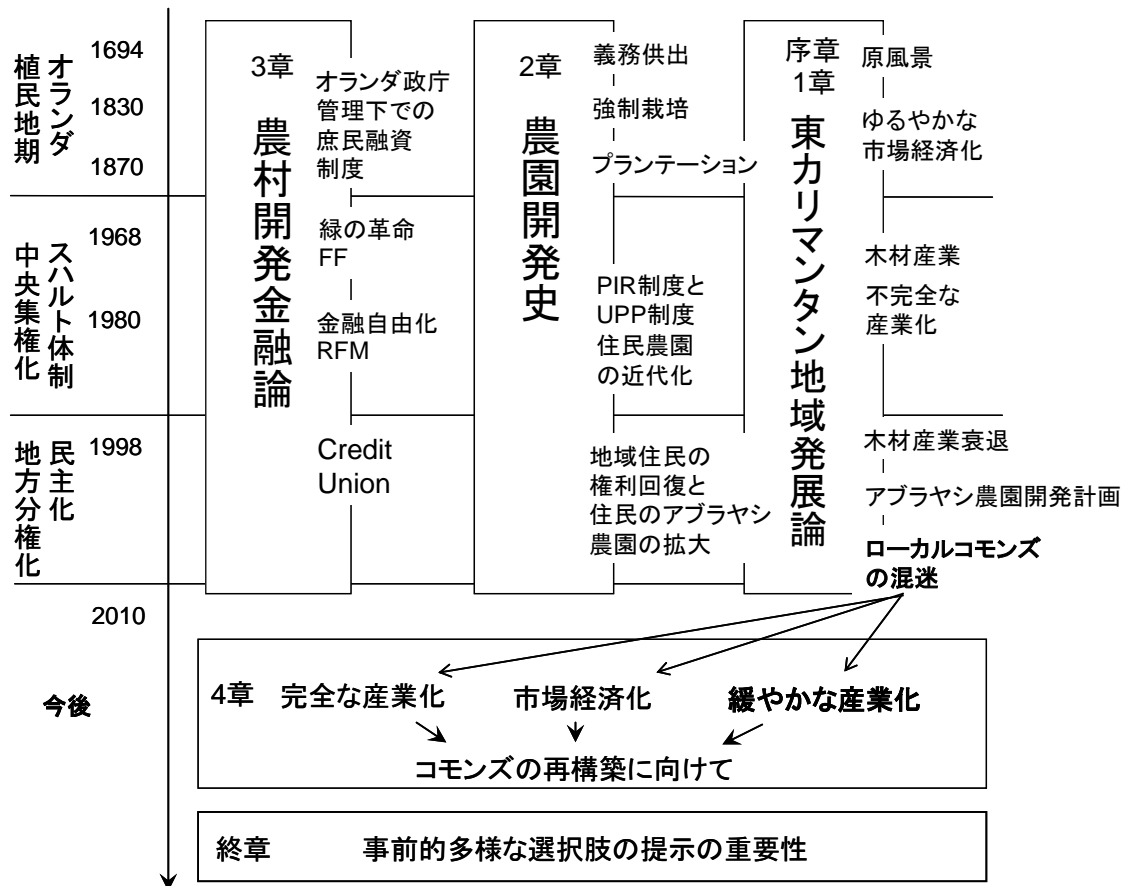 オランダ
植民地期
1694
1830
1870
スハルト体制
中央集権化
1968
1980
民主化
地方分権化
1998
2010
今後
3章
農村開発金融論
オランダ政庁
管理下での
庶民融資
制度
緑の革命
FF
金融自由化
RFM
Credit
Union
2章
農園開発史
義務供出
強制栽培
プランテーション
PIR制度と
UPP制度
住民農園
の近代化
地域住民の
権利回復と
住民のアブラヤシ
農園の拡大
序章
1章
東カリマンタン地域発展論
原風景
ゆるやかな
市場経済化
木材産業
不完全な
産業化
木材産業衰退
アブラヤシ農園開発計画
ローカルコモンズ
の混迷
4章 完全な産業化 市場経済化 緩やかな産業化
コモンズの再構築に向けて
終章 事前的多様な選択肢の提示の重要性